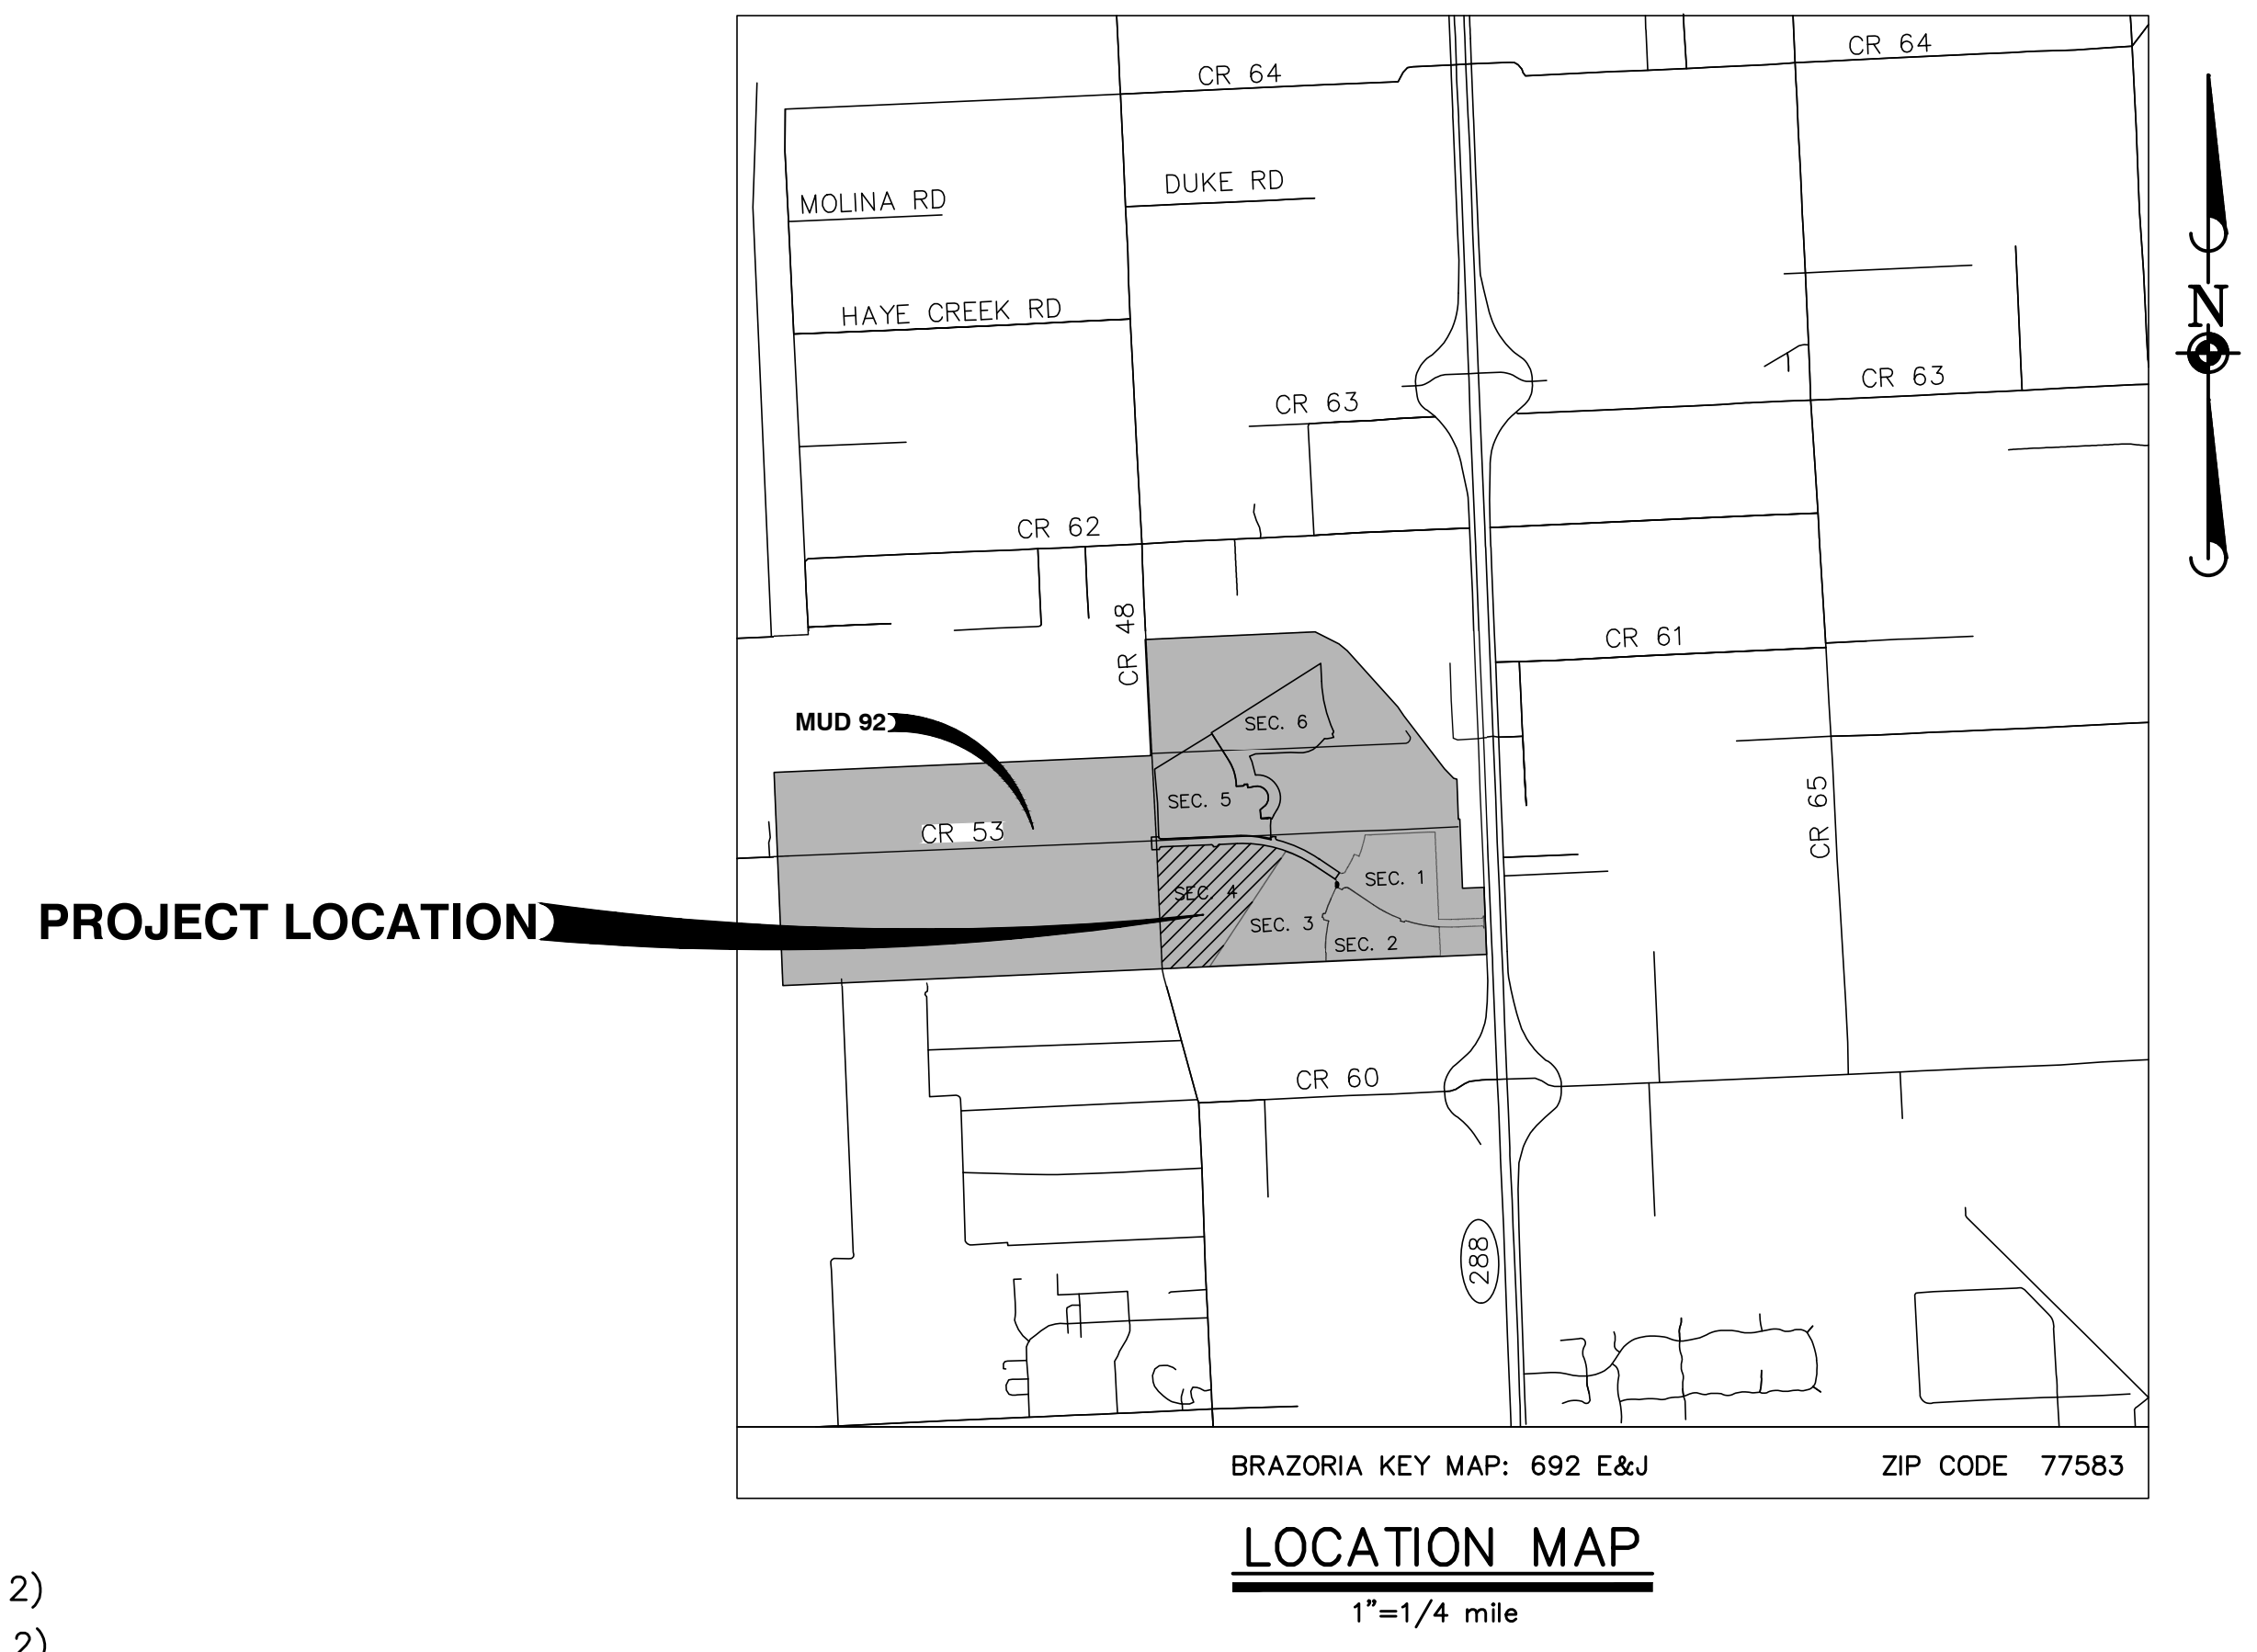 CR 64
CR 64
MOLINA RD
DUKE RD
HAYE CREEK RD
N
CR 63
CR 63
CR 62
CR 48
CR 61
MUD 92
SEC. 6
SEC. 5
CR 65
CR 53
SEC. 1
SEC. 4
PROJECT LOCATION
SEC. 3
SEC. 2
CR 60
288
BRAZORIA KEY MAP: 692 E&J
ZIP CODE 77583
LOCATION MAP
1"=1/4 mile
2)
2)